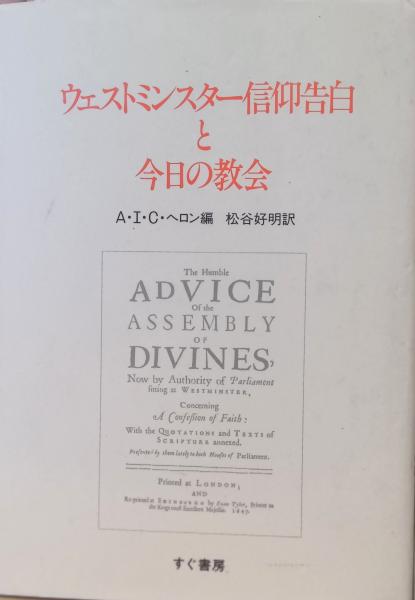 ウェストミンスター信仰告白
と
今日の教会
A・I・C・ヘロン編　松谷好明訳
The Humble
ADVICE
Of the
ASSEMBLY
OF
DIVINES,
Now by Authority of Parliament
sitting at WESTMINSTER,
Concerning
A Confession of Faith:
With the QUOTATIONS and TEXTS of
SCRIPTURE annexed.
Presented by them lately to both Houses of Parliament.
Printed at LONDON;
AND
Re-printed at EDINBURGH by Evan Tyler, Printer to
the Kings most Excellent Majestie. 1647.
すぐ書房